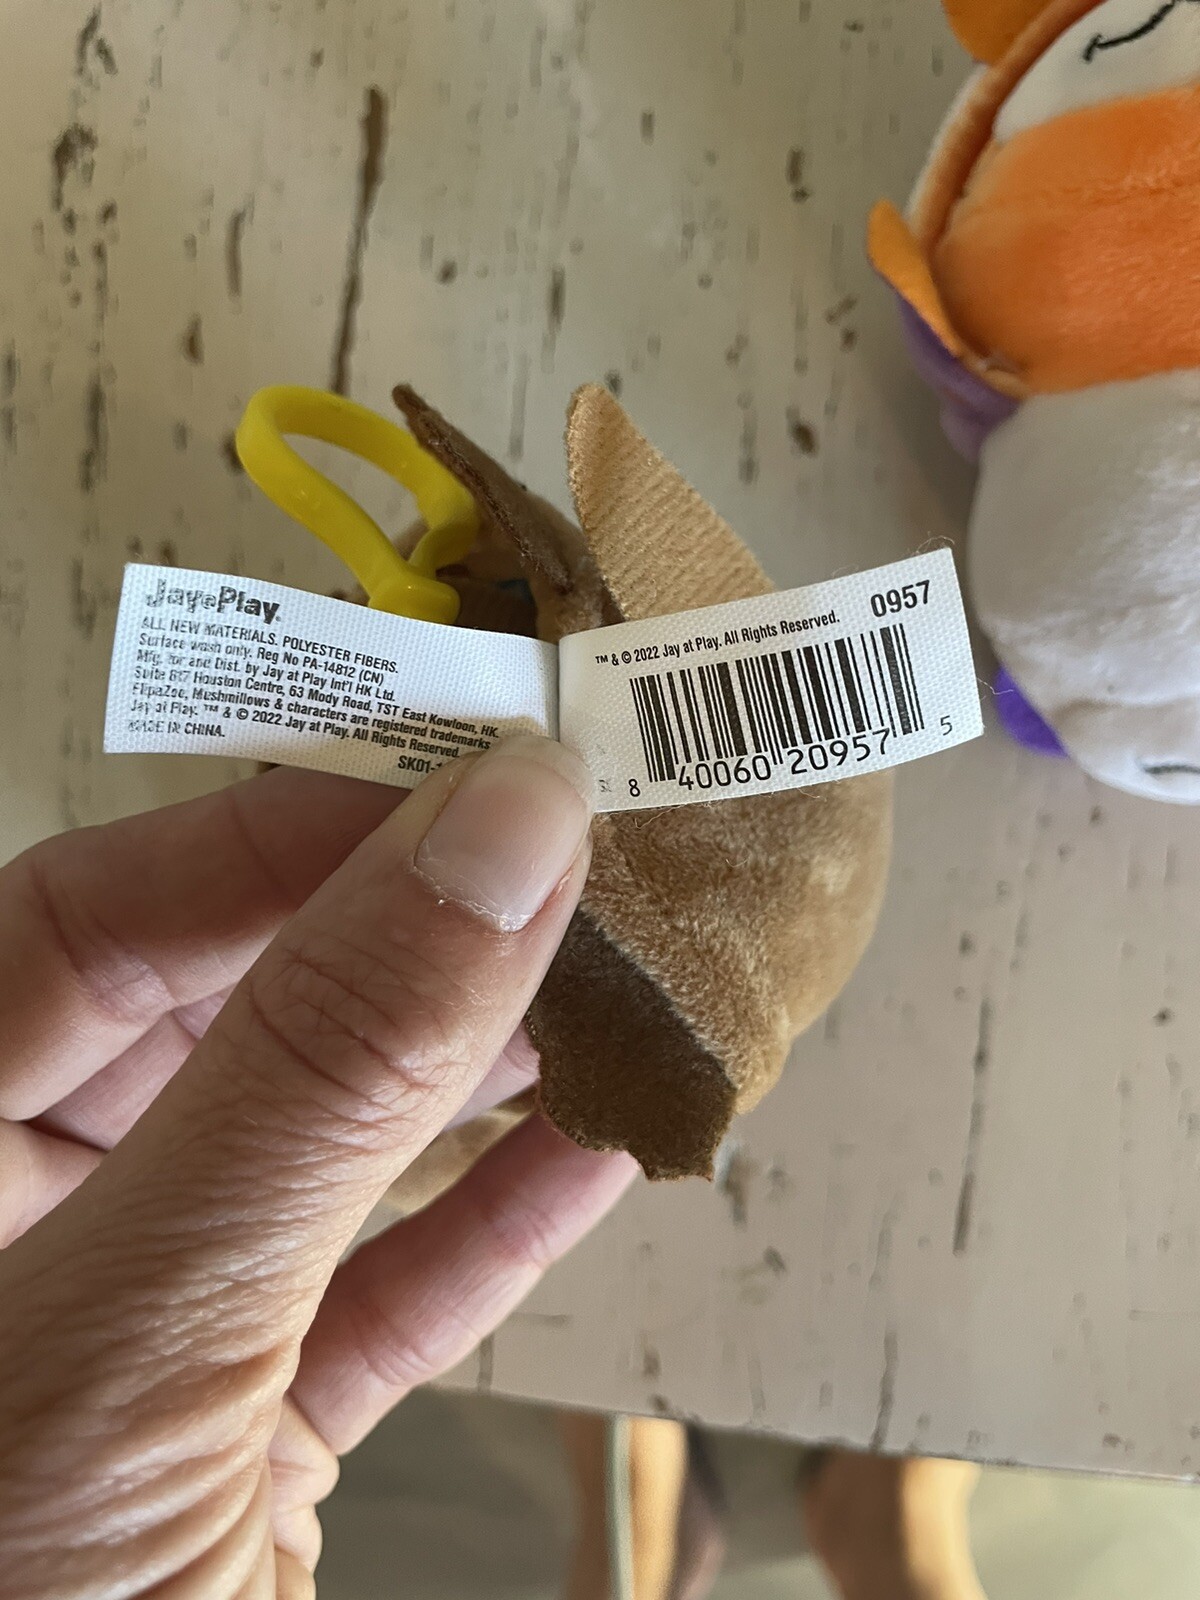 Jay@Play.
ALL NEW MATERIALS. POLYESTER FIBERS.
Surface wash only. Reg No PA-14812 (CN)
Mfg. for and Dist. by Jay at Play Int'l HK Ltd.
Suite 817 Houston Centre, 63 Mody Road, TST East Kowloon, HK.
FlipaZoo, Mushmillows & characters are registered trademarks
Jay at Play. ™ & © 2022 Jay at Play. All Rights Reserved.
MADE IN CHINA.
SK01-
0957
™ & © 2022 Jay at Play. All Rights Reserved.
8 40060 20957 5